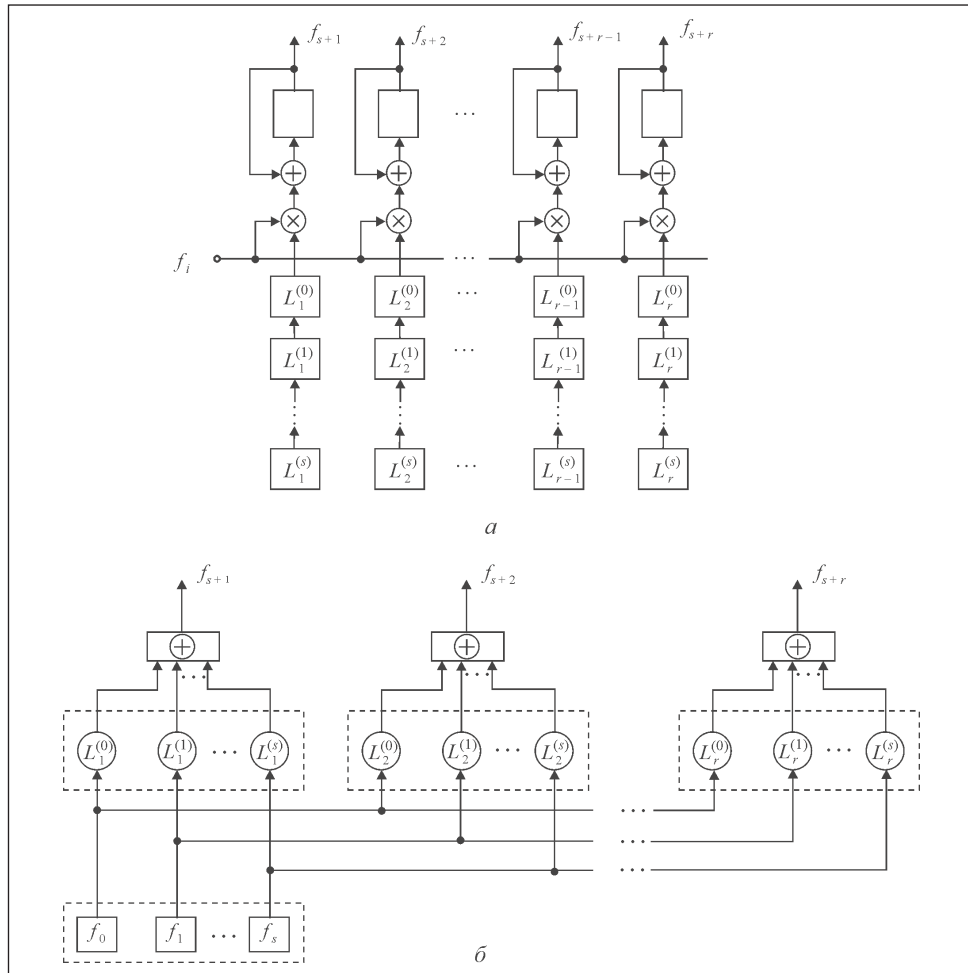 f_{s+1} f_{s+2} f_{s+r-1} f_{s+r}
...
+ + + +
× × × ×
f_i ...
L_1^{(0)} L_2^{(0)} ... L_{r-1}^{(0)} L_r^{(0)}
L_1^{(1)} L_2^{(1)} ... L_{r-1}^{(1)} L_r^{(1)}
... ... ... ...
L_1^{(s)} L_2^{(s)} ... L_{r-1}^{(s)} L_r^{(s)}
а
f_{s+1} f_{s+2} f_{s+r}
+ + +
... ... ...
L_1^{(0)} L_1^{(1)} ... L_1^{(s)} L_2^{(0)} L_2^{(1)} ... L_2^{(s)} L_r^{(0)} L_r^{(1)} ... L_r^{(s)}
...
...
...
f_0 f_1 ... f_s
б